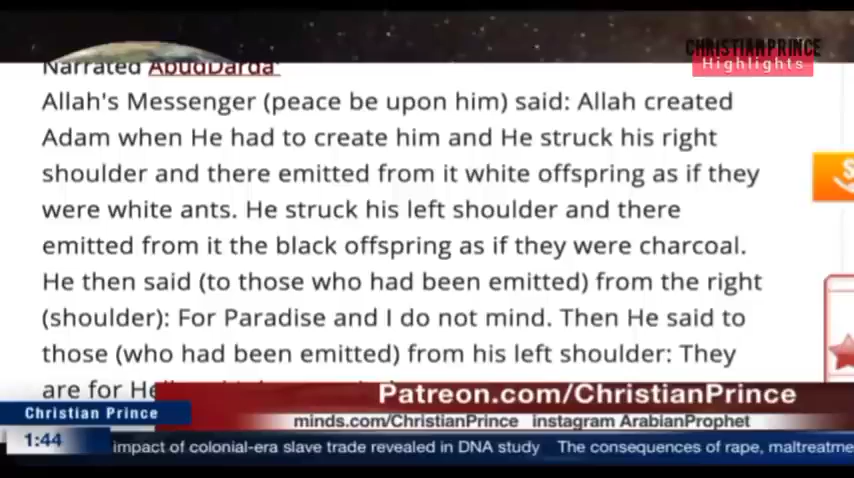 CHRISTIAN PRINCE
Highlights
Narrated AbudDarda'
Allah's Messenger (peace be upon him) said: Allah created
Adam when He had to create him and He struck his right
shoulder and there emitted from it white offspring as if they
were white ants. He struck his left shoulder and there
emitted from it the black offspring as if they were charcoal.
He then said (to those who had been emitted) from the right
(shoulder): For Paradise and I do not mind. Then He said to
those (who had been emitted) from his left shoulder: They
are for
Patreon.com/ChristianPrince
Christian Prince
minds.com/ChristianPrince instagram ArabianProphet
1:44
impact of colonial-era slave trade revealed in DNA study The consequences of rape, maltreatme